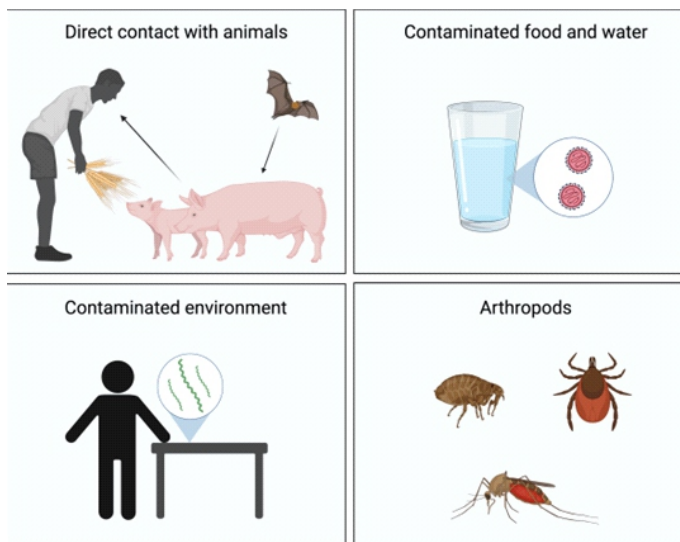 Direct contact with animals
Contaminated food and water
Contaminated environment
Arthropods